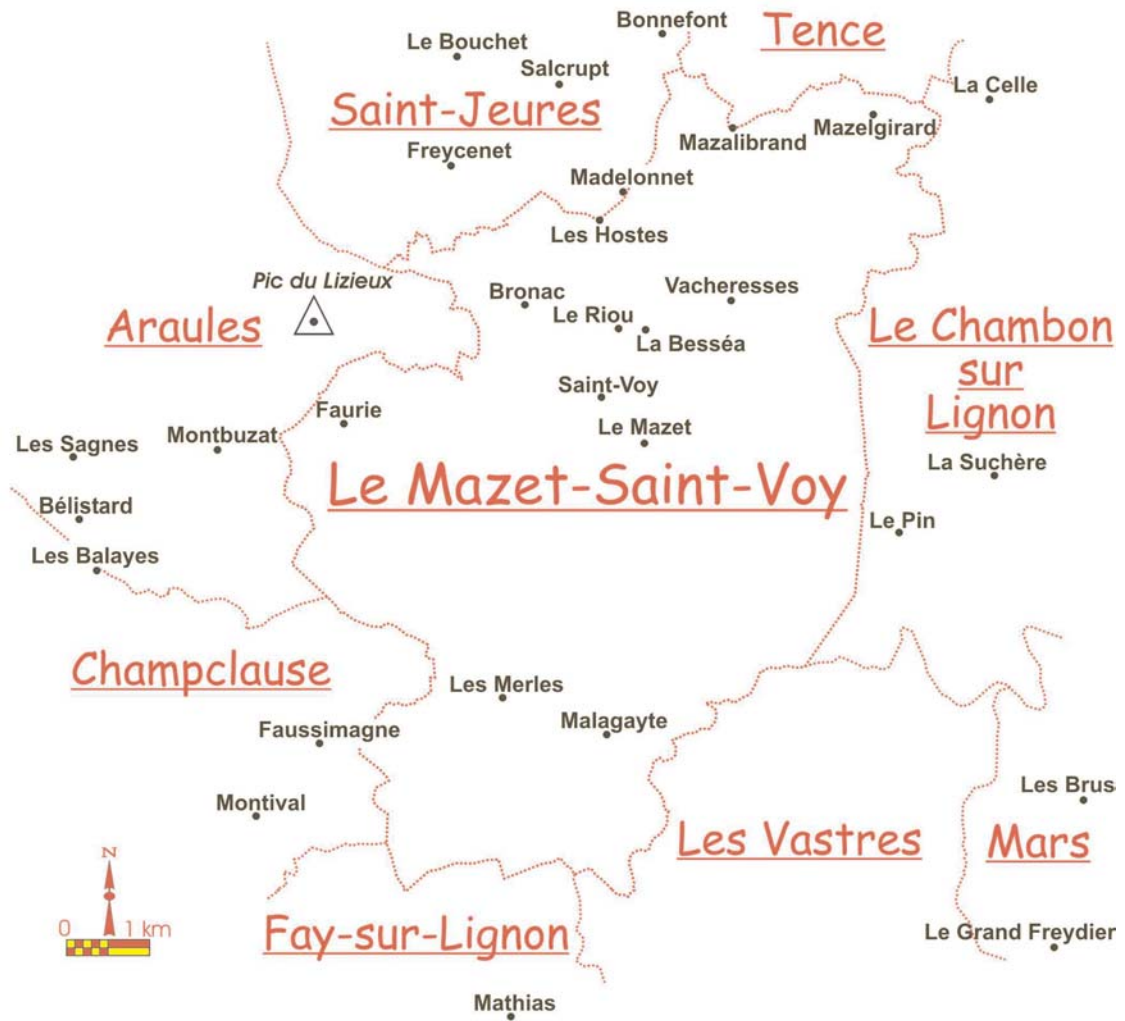 Bonnefont
Tence
Le Bouchet
Salcrupt
La Celle
Saint-Jeures
Mazelgirard
Mazalibrand
Freycenet
Madelonnet
Les Hostes
Pic du Lizieux
Vacheresses
Bronac
Le Riou
Araules
Le Chambon
sur
Lignon
La Besséa
Saint-Voy
Faurie
Le Mazet
Montbuzat
Les Sagnes
La Suchère
Le Mazet-Saint-Voy
Bélistard
Le Pin
Les Balayes
Champclause
Les Merles
Malagayte
Faussimagne
Les Brus
Montival
Les Vastres
Mars
N
0 1 km
Fay-sur-Lignon
Le Grand Freydier
Mathias